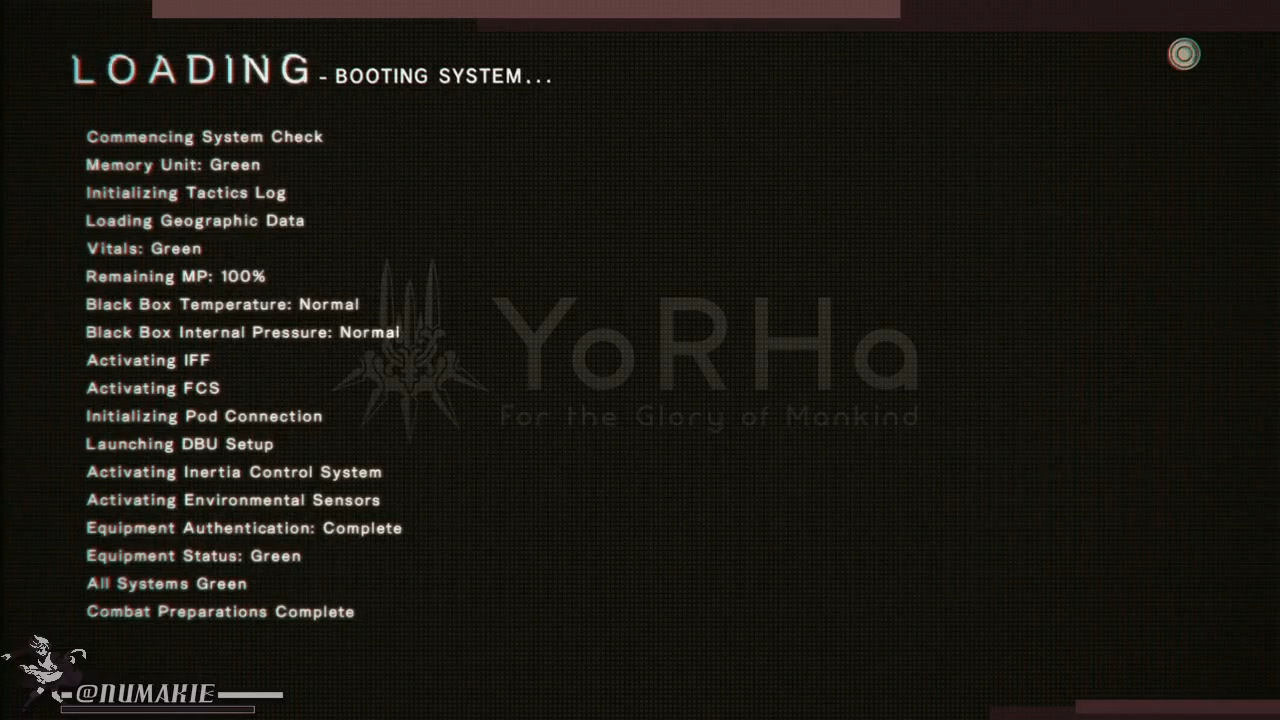 LOADING - BOOTING SYSTEM...
Commencing System Check
Memory Unit: Green
Initializing Tactics Log
Loading Geographic Data
Vitals: Green
Remaining MP: 100%
Black Box Temperature: Normal
Black Box Internal Pressure: Normal
Activating IFF
Activating FCS
Initializing Pod Connection
Launching DBU Setup
Activating Inertia Control System
Activating Environmental Sensors
Equipment Authentication: Complete
Equipment Status: Green
All Systems Green
Combat Preparations Complete
YoRHa
For the Glory of Mankind
@NUMAKIE